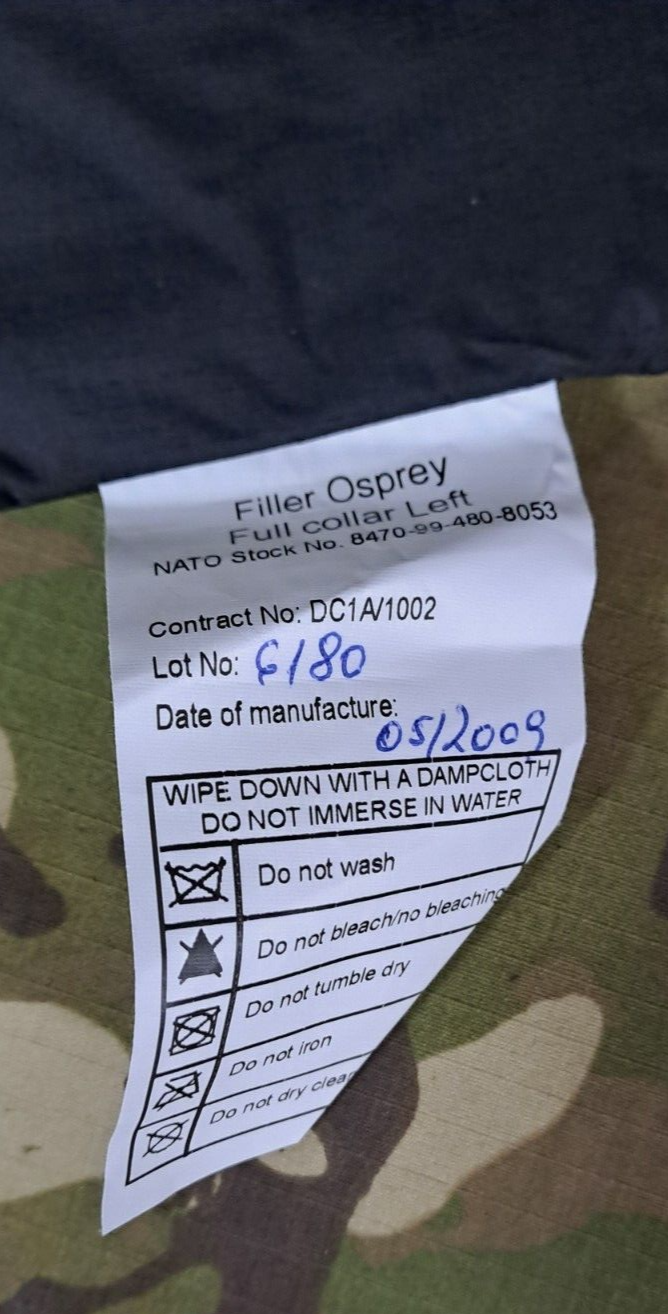 Filler Osprey
Full collar Left
NATO Stock No. 8470-99-480-8053
Contract No: DC1A/1002
Lot No: 6180
Date of manufacture:
05/2009
WIPE DOWN WITH A DAMPCLOTH
DO NOT IMMERSE IN WATER
Do not wash
Do not bleach/no bleaching
Do not tumble dry
Do not iron
Do not dry clean